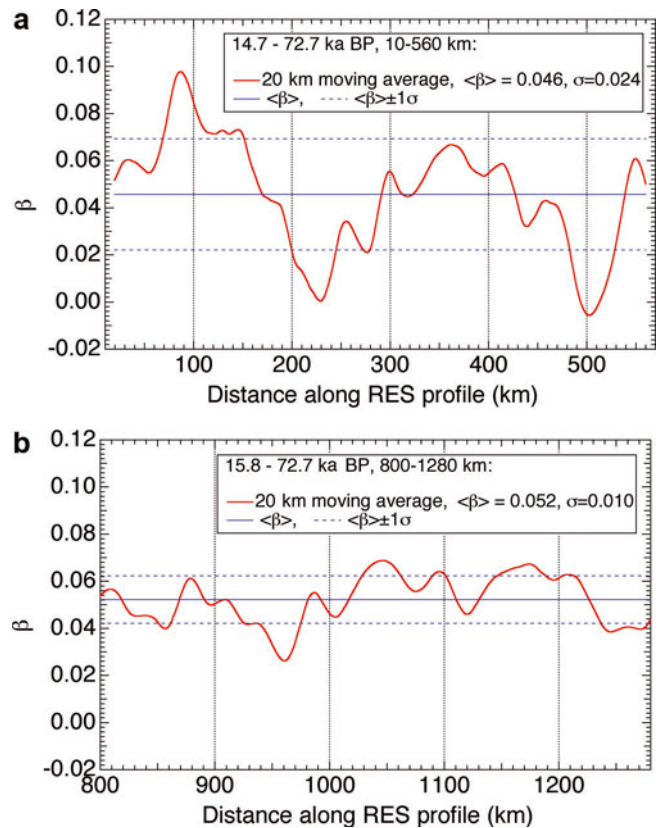 a
0.12
14.7 - 72.7 ka BP, 10-560 km:
0.10
20 km moving average, <β> = 0.046, σ=0.024
<β>, <β>±1σ
0.08
0.06
β
0.04
0.02
0.00
-0.02
100 200 300 400 500
Distance along RES profile (km)
b
0.12
15.8 - 72.7 ka BP, 800-1280 km:
0.10
20 km moving average, <β> = 0.052, σ=0.010
<β>, <β>±1σ
0.08
0.06
β
0.04
0.02
0.00
-0.02
800 900 1000 1100 1200
Distance along RES profile (km)